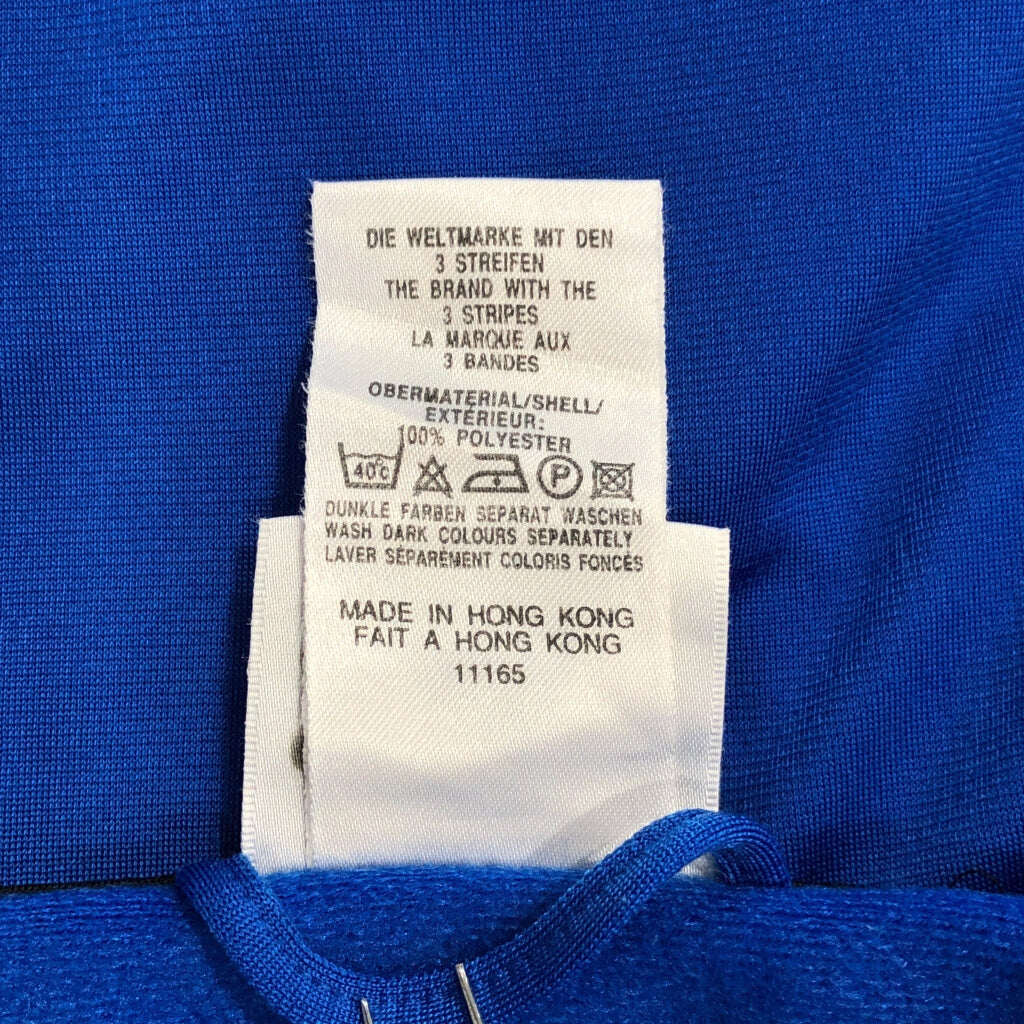 DIE WELTMARKE MIT DEN
3 STREIFEN
THE BRAND WITH THE
3 STRIPES
LA MARQUE AUX
3 BANDES
OBERMATERIAL/SHELL/
EXTÉRIEUR:
100% POLYESTER
40°C P
DUNKLE FARBEN SEPARAT WASCHEN
WASH DARK COLOURS SEPARATELY
LAVER SÉPARÉMENT COLORIS FONCÉS
MADE IN HONG KONG
FAIT A HONG KONG
11165